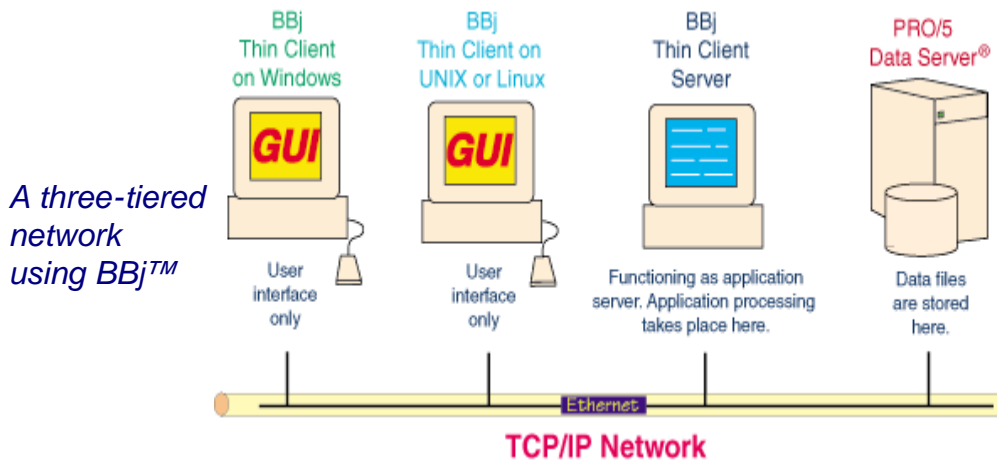 BBj
Thin Client
on Windows
BBj
Thin Client on
UNIX or Linux
BBj
Thin Client
Server
PRO/5
Data Server®
GUI
GUI
A three-tiered
network
using BBj™
User
interface
only
User
interface
only
Functioning as application
server. Application processing
takes place here.
Data files
are stored
here.
Ethernet
TCP/IP Network